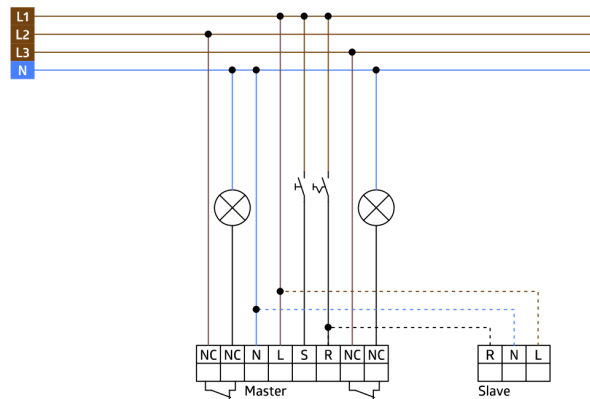 L1
L2
L3
N
NC NC N L S R NC NC
R N L
Master
Slave